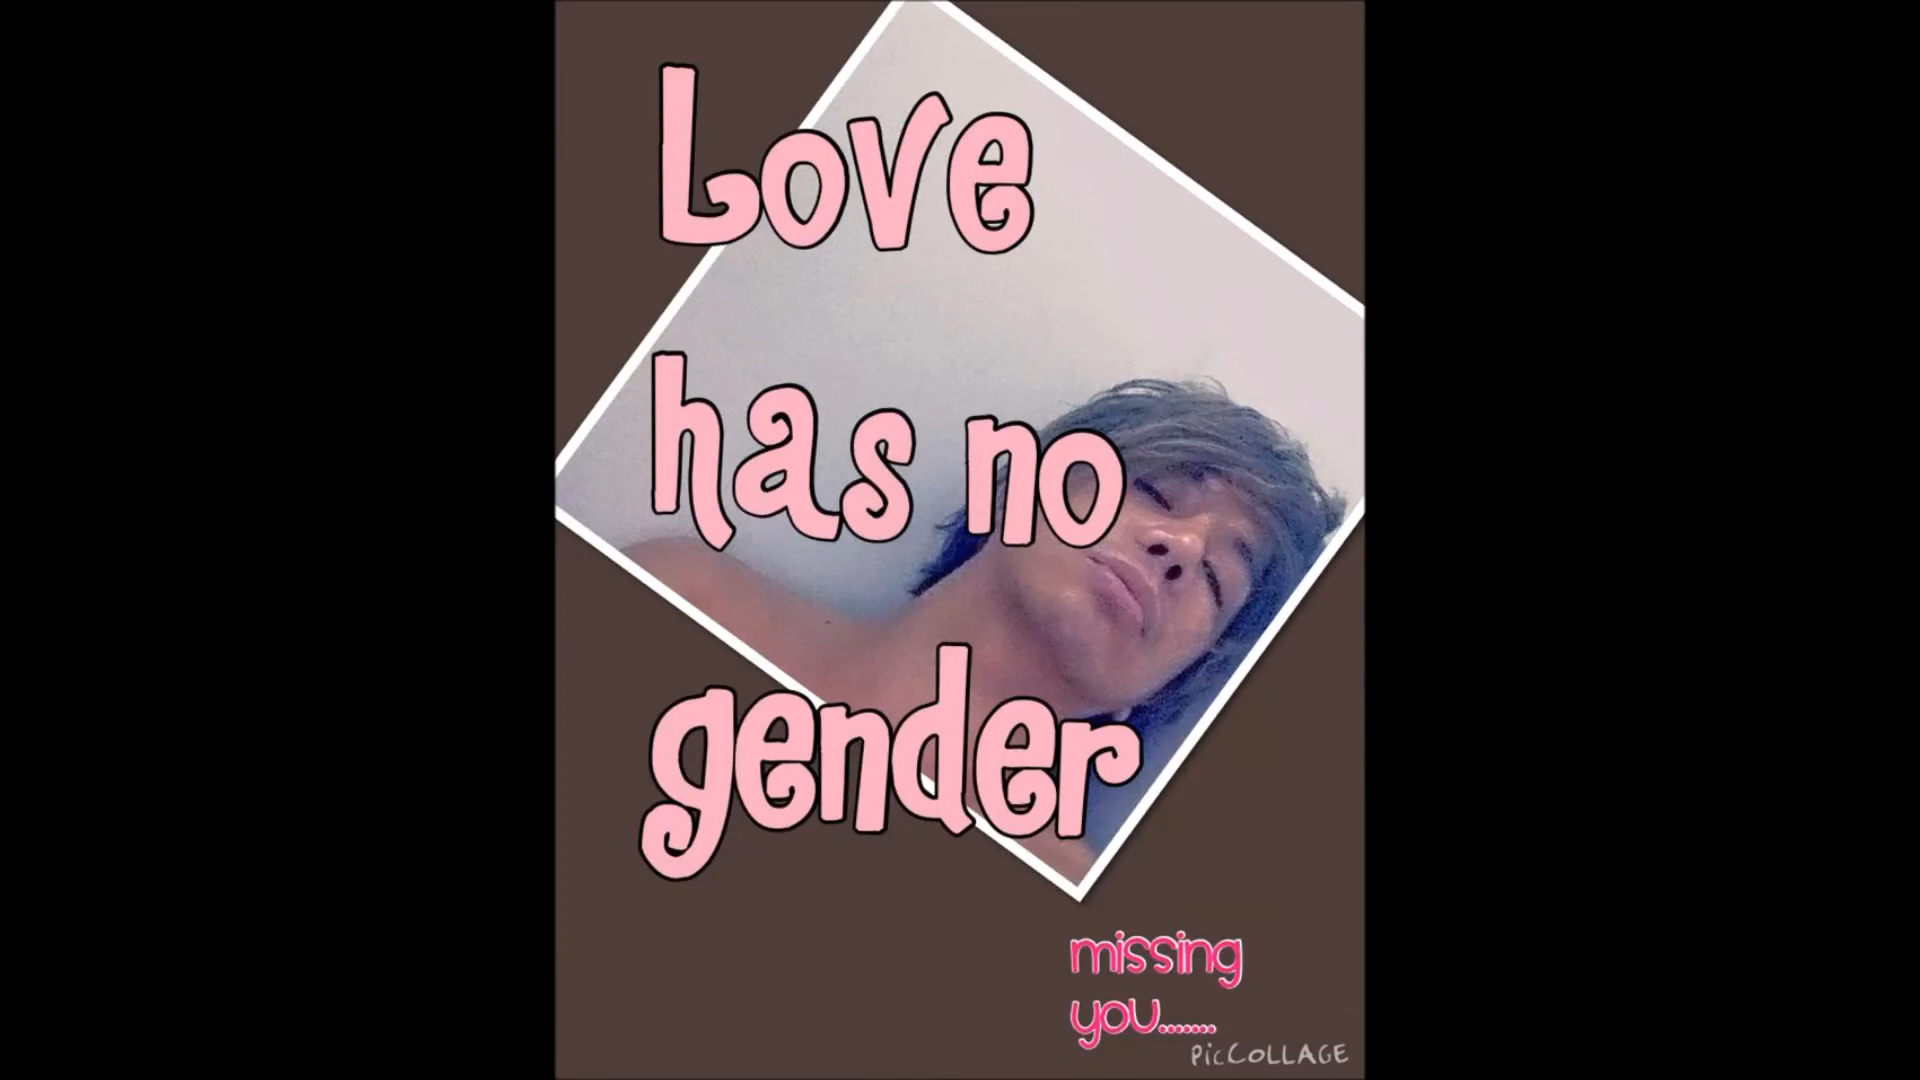 Love
has no
gender
missing
you.......
PicCOLLAGE